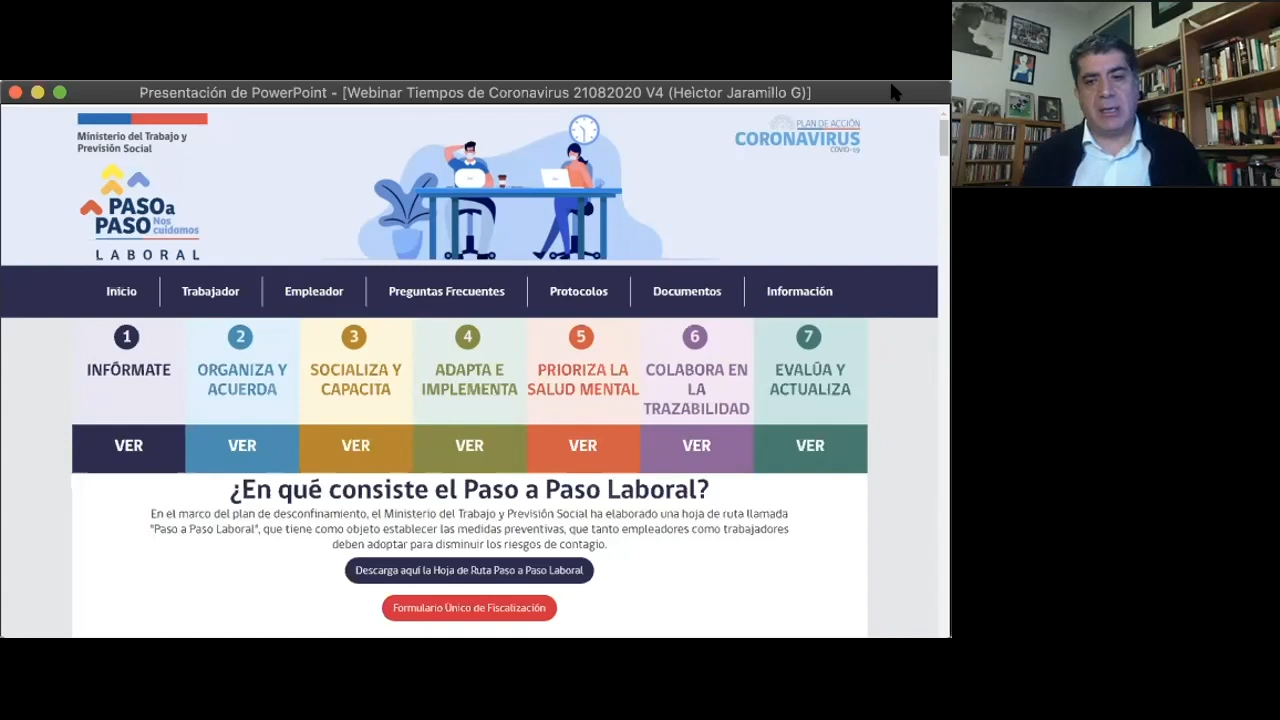 Presentación de PowerPoint - [Webinar Tiempos de Coronavirus 21082020 V4 (Heìctor Jaramillo G)]
Ministerio del Trabajo y
Previsión Social
PLAN DE ACCIÓN
CORONAVIRUS
COVID-19
PASO a
PASO Nos
cuidamos
LABORAL
Inicio
Trabajador
Empleador
Preguntas Frecuentes
Protocolos
Documentos
Información
1
INFÓRMATE
VER
2
ORGANIZA Y
ACUERDA
VER
3
SOCIALIZA Y
CAPACITA
VER
4
ADAPTA E
IMPLEMENTA
VER
5
PRIORIZA LA
SALUD MENTAL
VER
6
COLABORA EN
LA
TRAZABILIDAD
VER
7
EVALÚA Y
ACTUALIZA
VER
¿En qué consiste el Paso a Paso Laboral?
En el marco del plan de desconfinamiento, el Ministerio del Trabajo y Previsión Social ha elaborado una hoja de ruta llamada
"Paso a Paso Laboral", que tiene como objeto establecer las medidas preventivas, que tanto empleadores como trabajadores
deben adoptar para disminuir los riesgos de contagio.
Descarga aquí la Hoja de Ruta Paso a Paso Laboral
Formulario Único de Fiscalización